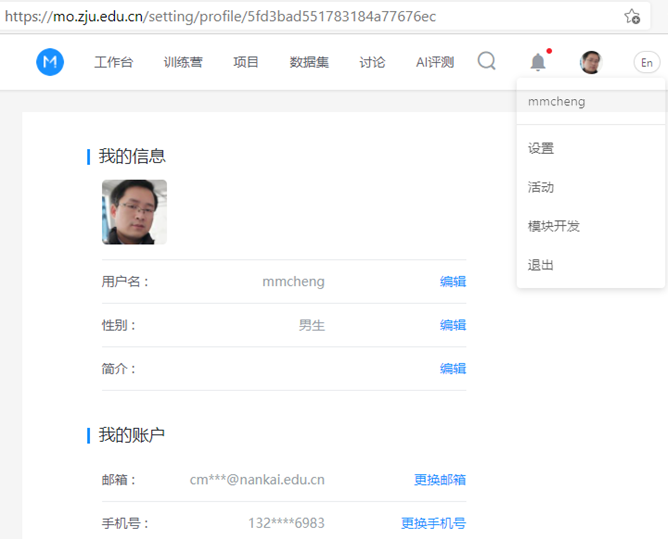 https://mo.zju.edu.cn/setting/profile/5fd3bad551783184a77676ec
M 工作台 训练营 项目 数据集 讨论 AI评测 En
mmcheng
设置
活动
模块开发
退出
我的信息
用户名： mmcheng 编辑
性别： 男生 编辑
简介： 编辑
我的账户
邮箱： cm***@nankai.edu.cn 更换邮箱
手机号： 132****6983 更换手机号